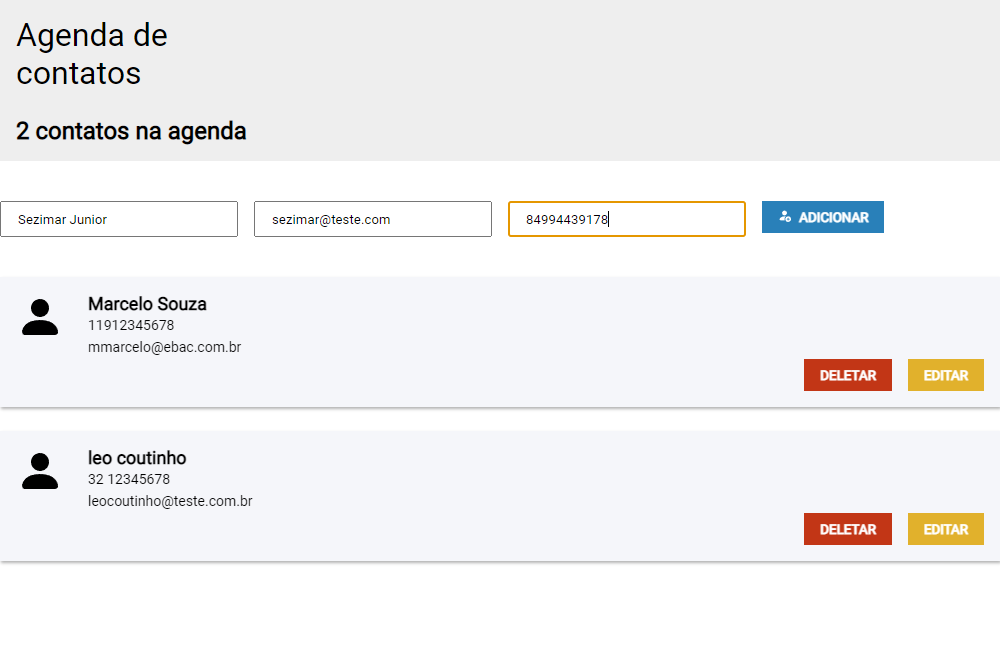 Agenda de
contatos
2 contatos na agenda
Sezimar Junior
sezimar@teste.com
84994439178
ADICIONAR
Marcelo Souza
11912345678
mmarcelo@ebac.com.br
DELETAR
EDITAR
leo coutinho
32 12345678
leocoutinho@teste.com.br
DELETAR
EDITAR